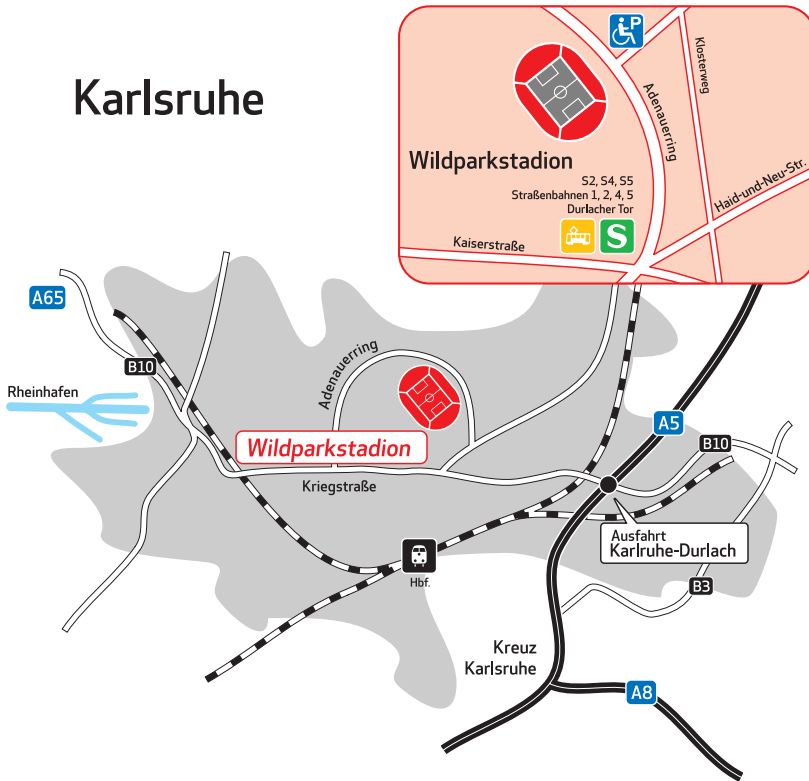 Karlsruhe
P
Klosterweg
Adenauerring
Wildparkstadion
S2, S4, S5
Straßenbahnen 1, 2, 4, 5
Durlacher Tor
S
Haid-und-Neu-Str.
Kaiserstraße
A65
B10
Rheinhafen
Adenauerring
A5
B10
Wildparkstadion
Kriegstraße
Ausfahrt
Karlruhe-Durlach
Hbf.
B3
Kreuz
Karlsruhe
A8